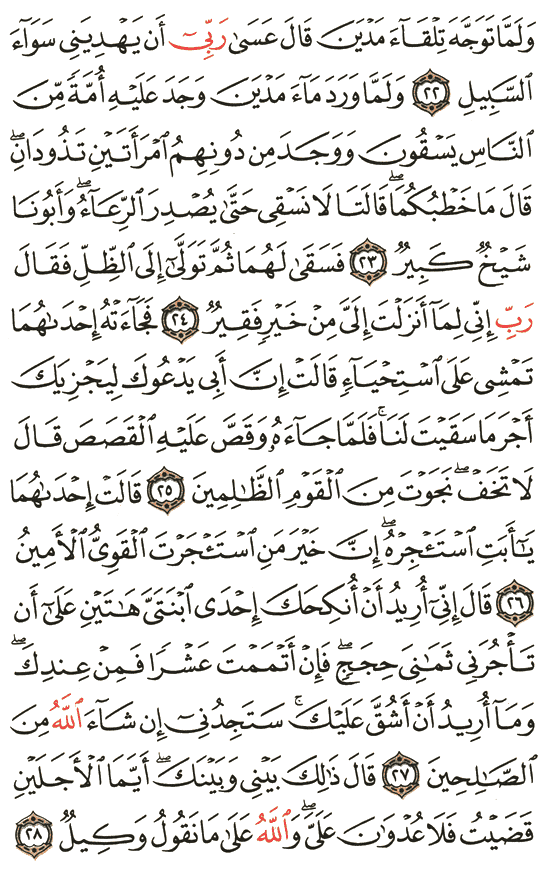 وَلَمَّا تَوَجَّهَ تِلْقَآءَ مَدْيَنَ قَالَ عَسَىٰ رَبِّىٓ أَن يَهْدِيَنِى سَوَآءَ
ٱلسَّبِيلِ ٢٢ وَلَمَّا وَرَدَ مَآءَ مَدْيَنَ وَجَدَ عَلَيْهِ أُمَّةً مِّنَ
ٱلنَّاسِ يَسْقُونَ وَوَجَدَ مِن دُونِهِمُ ٱمْرَأَتَيْنِ تَذُودَانِۖ
قَالَ مَا خَطْبُكُمَاۖ قَالَتَا لَا نَسْقِى حَتَّىٰ يُصْدِرَ ٱلرِّعَآءُۖ وَأَبُونَا
شَيْخٌ كَبِيرٌ ٢٣ فَسَقَىٰ لَهُمَا ثُمَّ تَوَلَّىٰٓ إِلَى ٱلظِّلِّ فَقَالَ
رَبِّ إِنِّى لِمَآ أَنزَلْتَ إِلَىَّ مِنْ خَيْرٍ فَقِيرٌ ٢٤ فَجَآءَتْهُ إِحْدَىٰهُمَا
تَمْشِى عَلَى ٱسْتِحْيَآءٍ قَالَتْ إِنَّ أَبِى يَدْعُوكَ لِيَجْزِيَكَ
أَجْرَ مَا سَقَيْتَ لَنَاۚ فَلَمَّا جَآءَهُۥ وَقَصَّ عَلَيْهِ ٱلْقَصَصَ قَالَ
لَا تَخَفْۖ نَجَوْتَ مِنَ ٱلْقَوْمِ ٱلظَّٰلِمِينَ ٢٥ قَالَتْ إِحْدَىٰهُمَا
يَٰٓأَبَتِ ٱسْتَـْٔجِرْهُۖ إِنَّ خَيْرَ مَنِ ٱسْتَـْٔجَرْتَ ٱلْقَوِىُّ ٱلْأَمِينُ
٢٦ قَالَ إِنِّىٓ أُرِيدُ أَنْ أُنكِحَكَ إِحْدَى ٱبْنَتَىَّ هَٰتَيْنِ عَلَىٰٓ أَن
تَأْجُرَنِى ثَمَٰنِىَ حِجَجٍۖ فَإِنْ أَتْمَمْتَ عَشْرًا فَمِنْ عِندِكَۖ
وَمَآ أُرِيدُ أَنْ أَشُقَّ عَلَيْكَۚ سَتَجِدُنِىٓ إِن شَآءَ ٱللَّهُ مِنَ
ٱلصَّٰلِحِينَ ٢٧ قَالَ ذَٰلِكَ بَيْنِى وَبَيْنَكَۖ أَيَّمَا ٱلْأَجَلَيْنِ
قَضَيْتُ فَلَا عُدْوَٰنَ عَلَىَّۖ وَٱللَّهُ عَلَىٰ مَا نَقُولُ وَكِيلٌ ٢٨